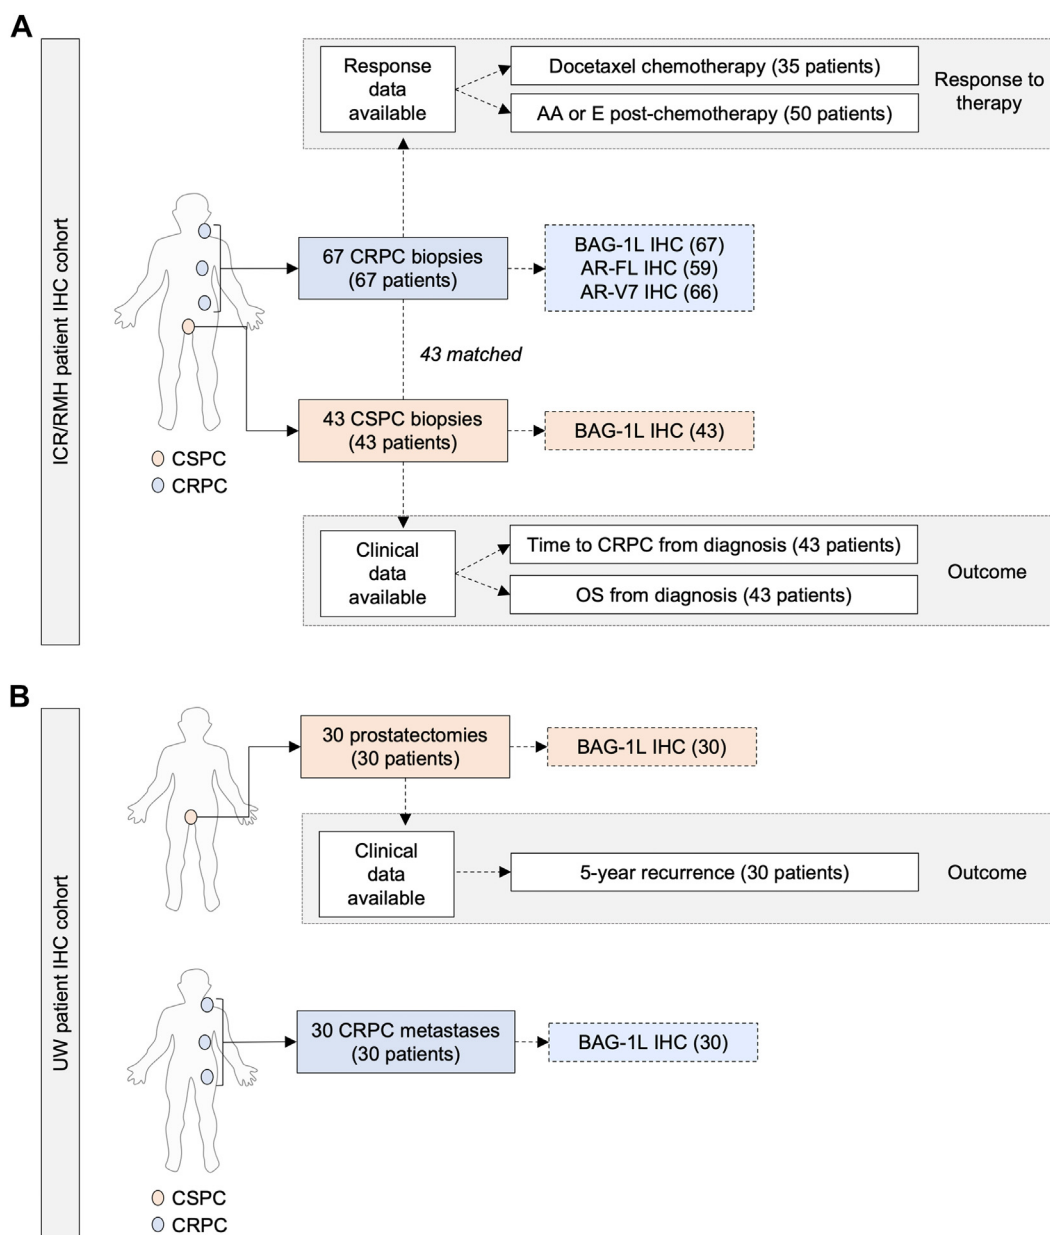 A
ICR/RMH patient IHC cohort
Response
data
available
Docetaxel chemotherapy (35 patients)
AA or E post-chemotherapy (50 patients)
Response to
therapy
67 CRPC biopsies
(67 patients)
BAG-1L IHC (67)
AR-FL IHC (59)
AR-V7 IHC (66)
43 matched
43 CSPC biopsies
(43 patients)
BAG-1L IHC (43)
CSPC
CRPC
Clinical
data
available
Time to CRPC from diagnosis (43 patients)
OS from diagnosis (43 patients)
Outcome
B
UW patient IHC cohort
30 prostatectomies
(30 patients)
BAG-1L IHC (30)
Clinical
data
available
5-year recurrence (30 patients)
Outcome
30 CRPC metastases
(30 patients)
BAG-1L IHC (30)
CSPC
CRPC